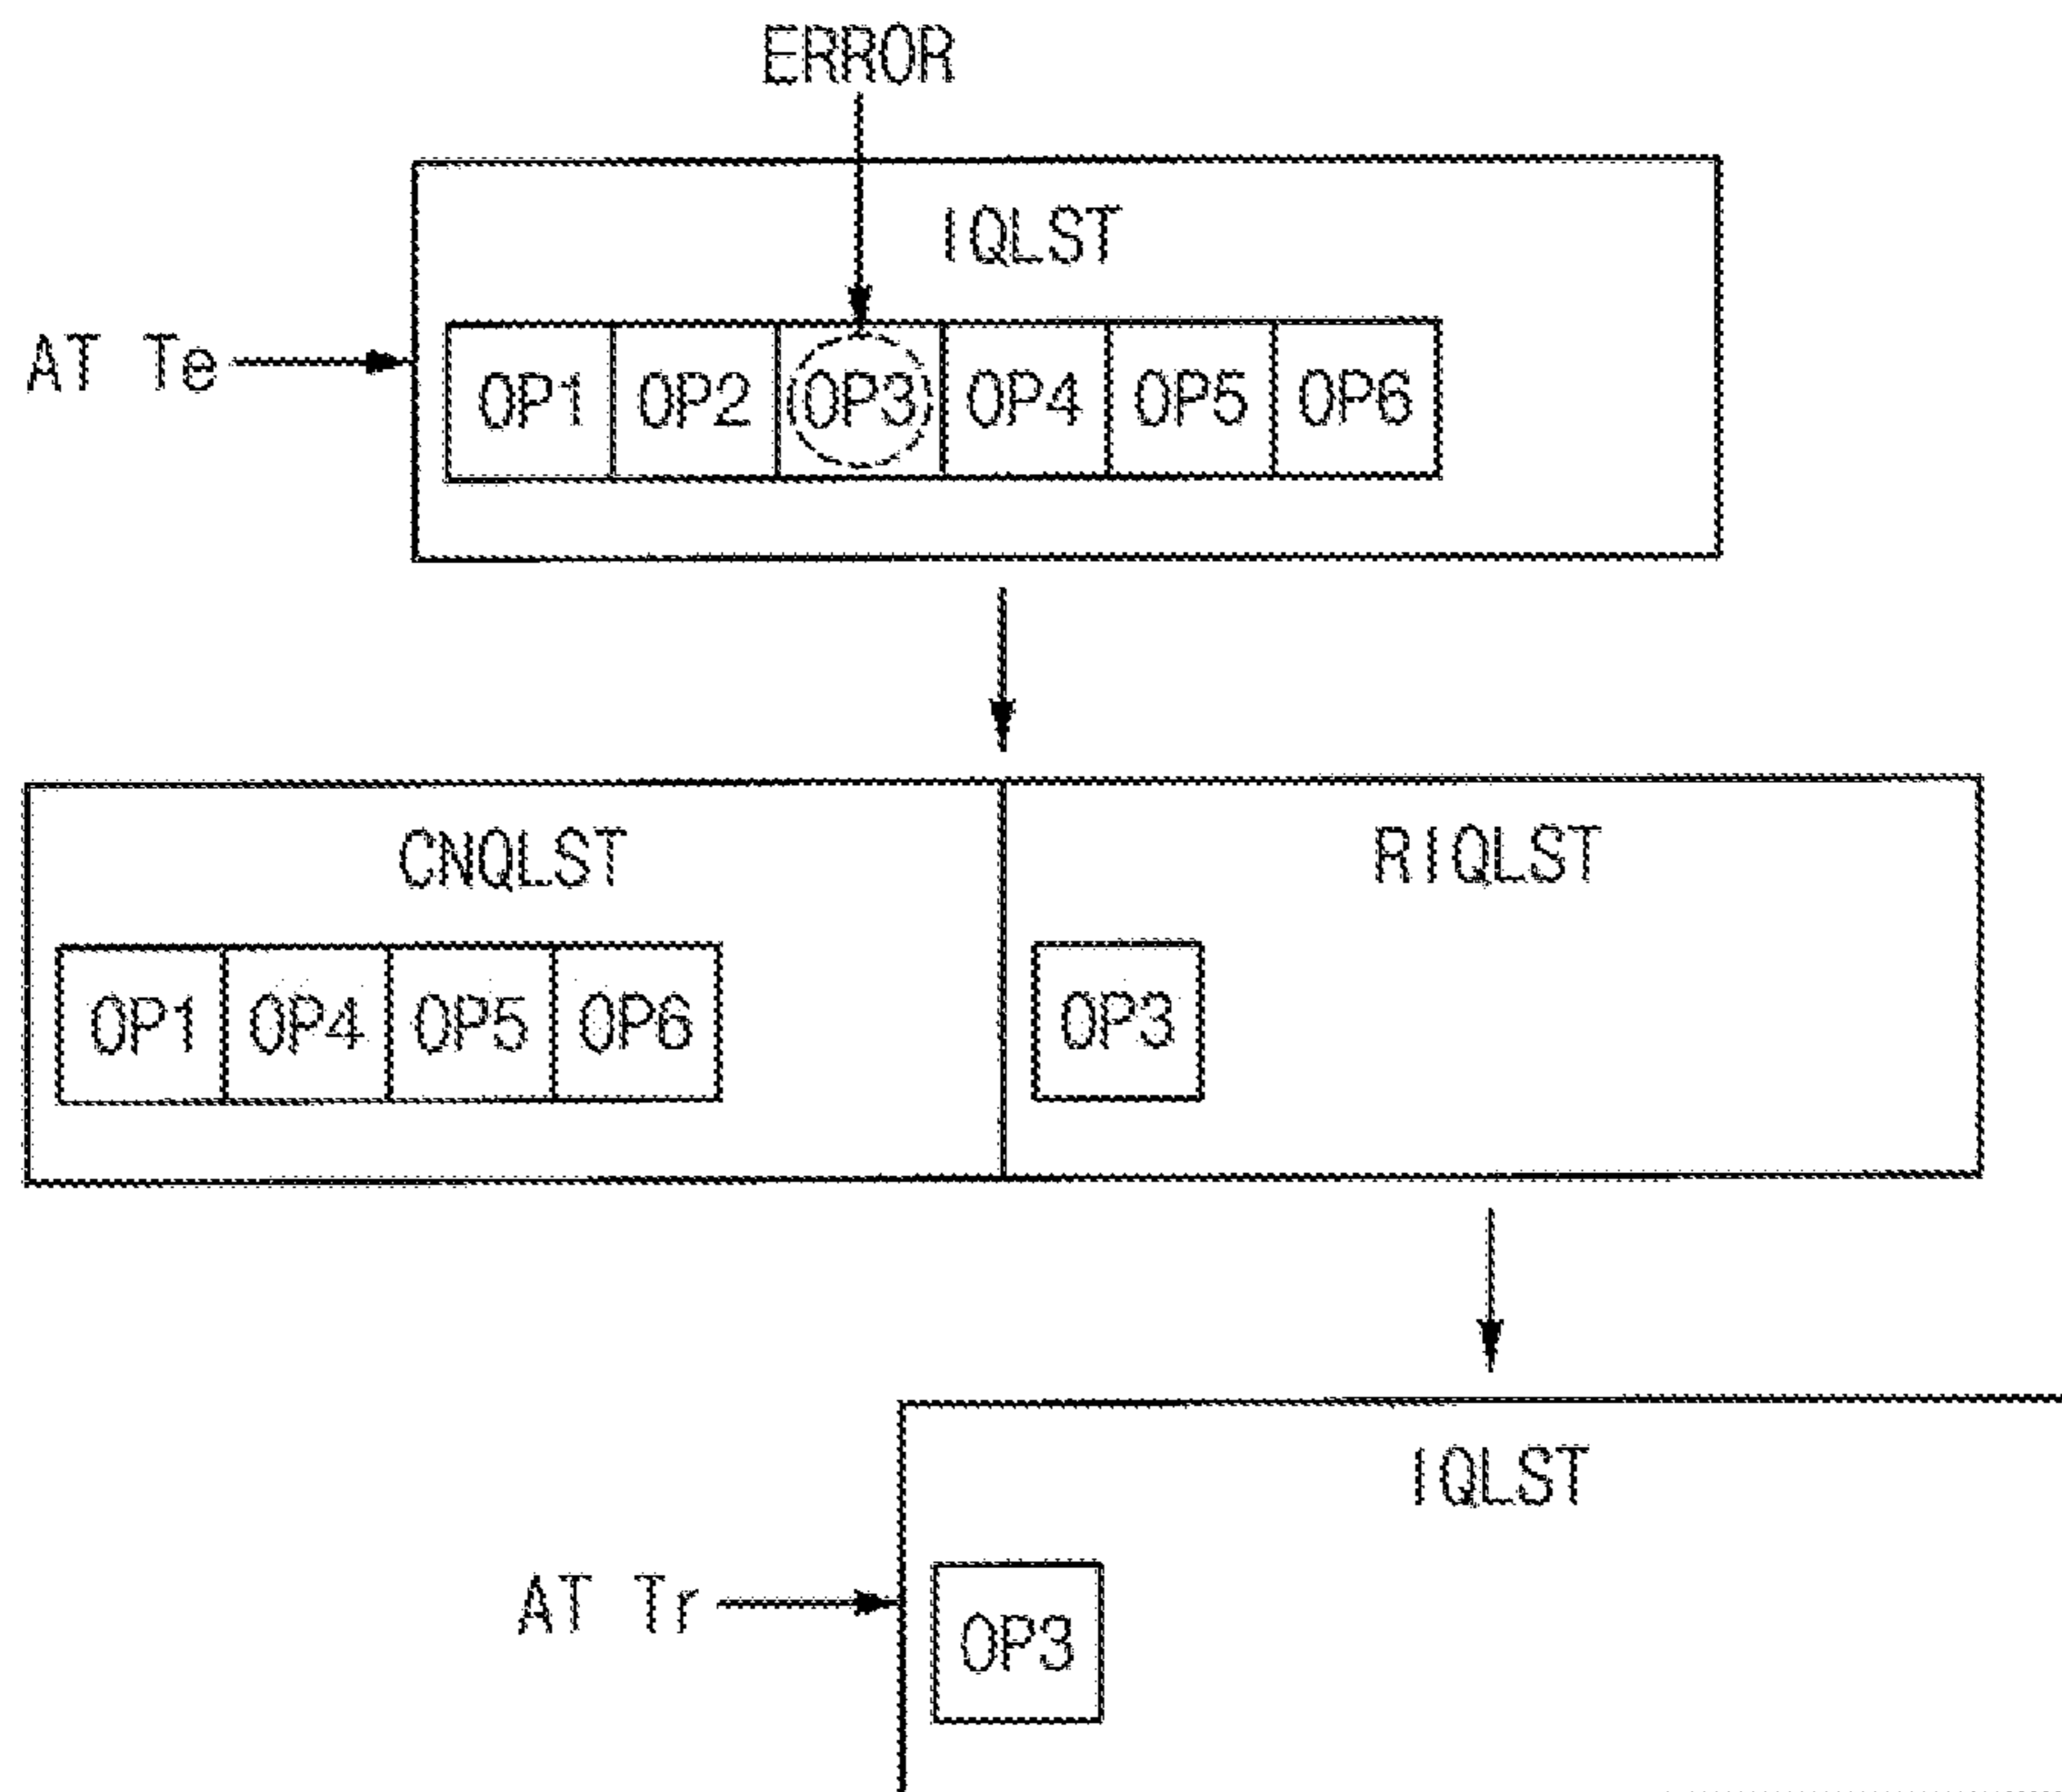 ERROR
IQLST
AT Te
OP1 OP2 OP3 OP4 OP5 OP6
CNQLST RIQLST
OP1 OP4 OP5 OP6 OP3
IQLST
AT Tr
OP3